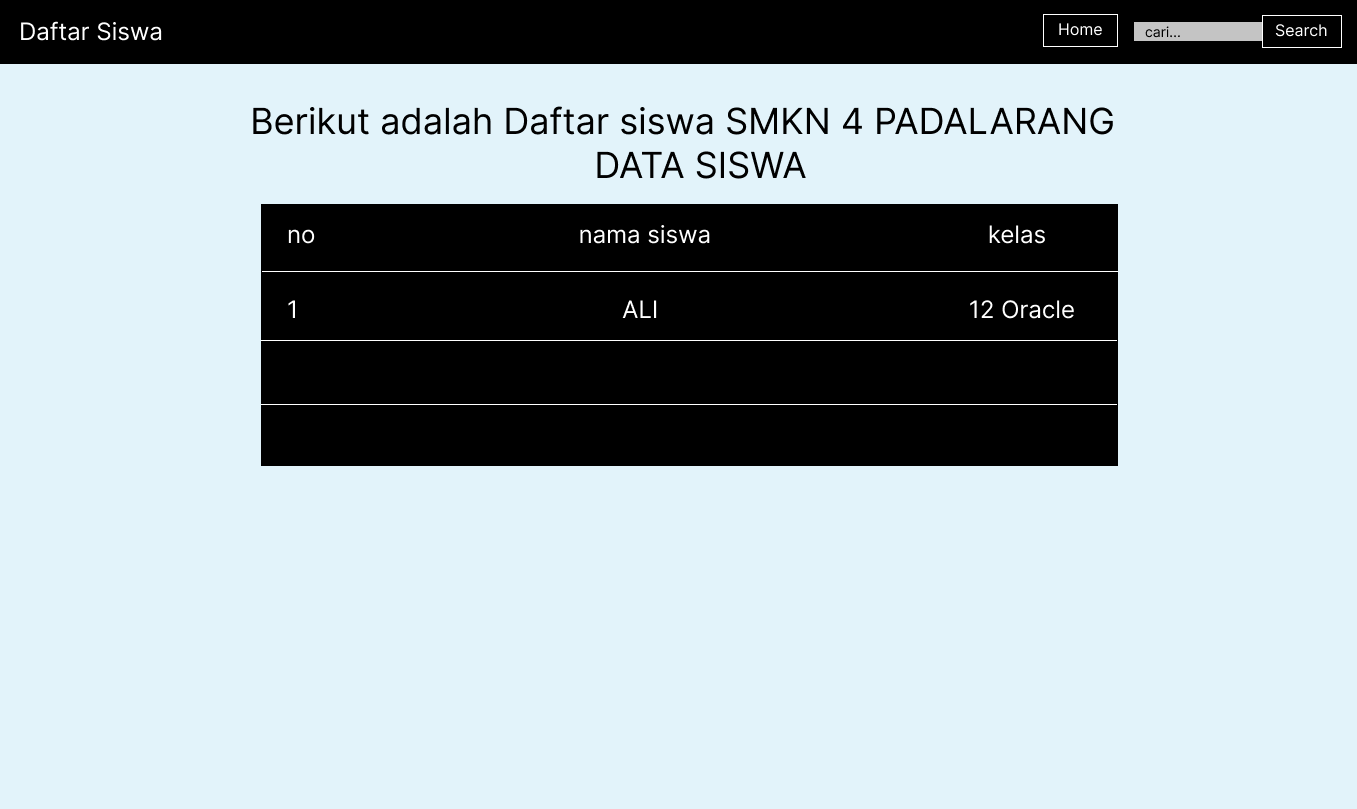 Daftar Siswa Home cari... Search
Berikut adalah Daftar siswa SMKN 4 PADALARANG
DATA SISWA
no nama siswa kelas
1 ALI 12 Oracle